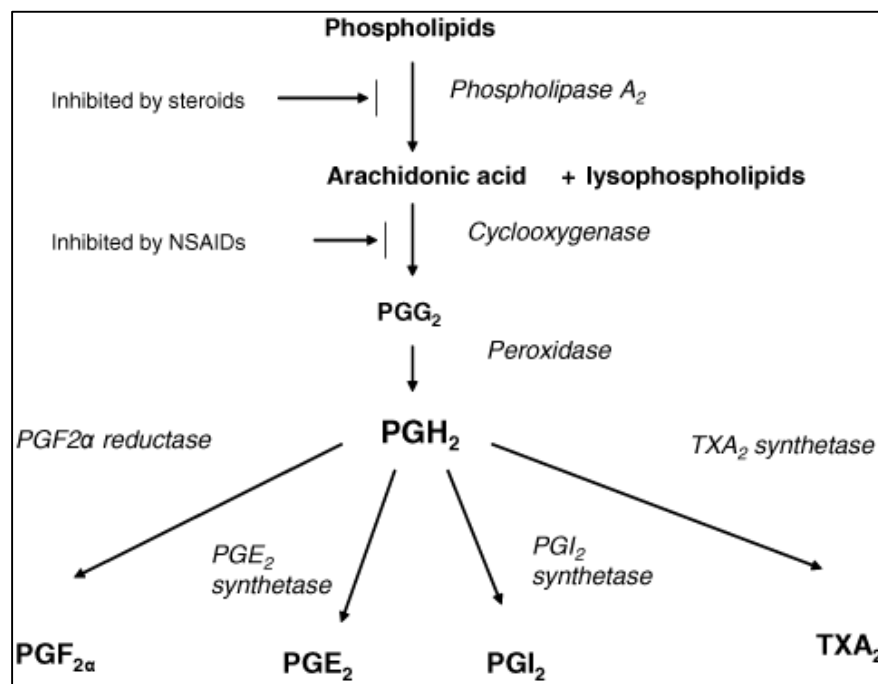 Phospholipids
Inhibited by steroids
Phospholipase A₂
Arachidonic acid + lysophospholipids
Inhibited by NSAIDs
Cyclooxygenase
PGG₂
Peroxidase
PGF2α reductase
PGH₂
TXA₂ synthetase
PGE₂
synthetase
PGI₂
synthetase
PGF₂α
PGE₂
PGI₂
TXA₂